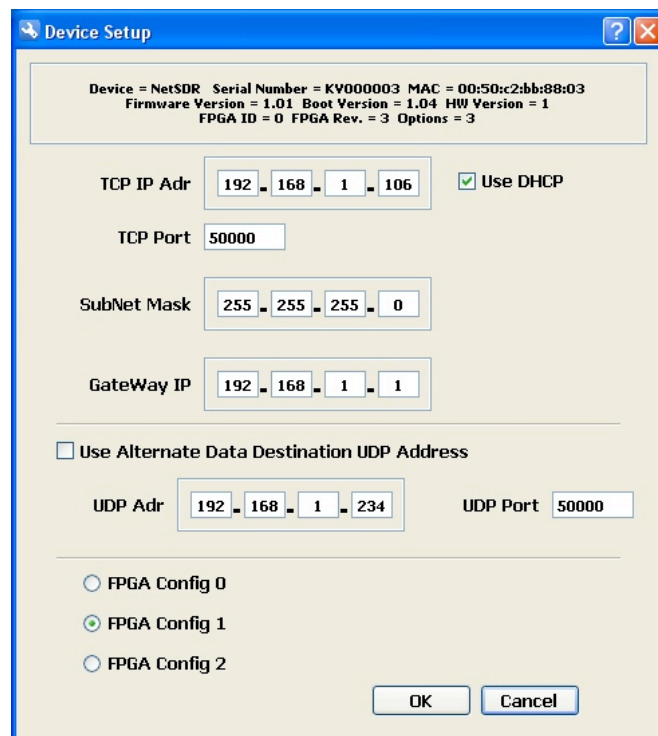 Device Setup
Device = NetSDR Serial Number = KV000003 MAC = 00:50:c2:bb:88:03
Firmware Version = 1.01 Boot Version = 1.04 HW Version = 1
FPGA ID = 0 FPGA Rev. = 3 Options = 3
TCP IP Adr 192 . 168 . 1 . 106 Use DHCP
TCP Port 50000
SubNet Mask 255 . 255 . 255 . 0
GateWay IP 192 . 168 . 1 . 1
Use Alternate Data Destination UDP Address
UDP Adr 192 . 168 . 1 . 234 UDP Port 50000
FPGA Config 0
FPGA Config 1
FPGA Config 2
OK Cancel